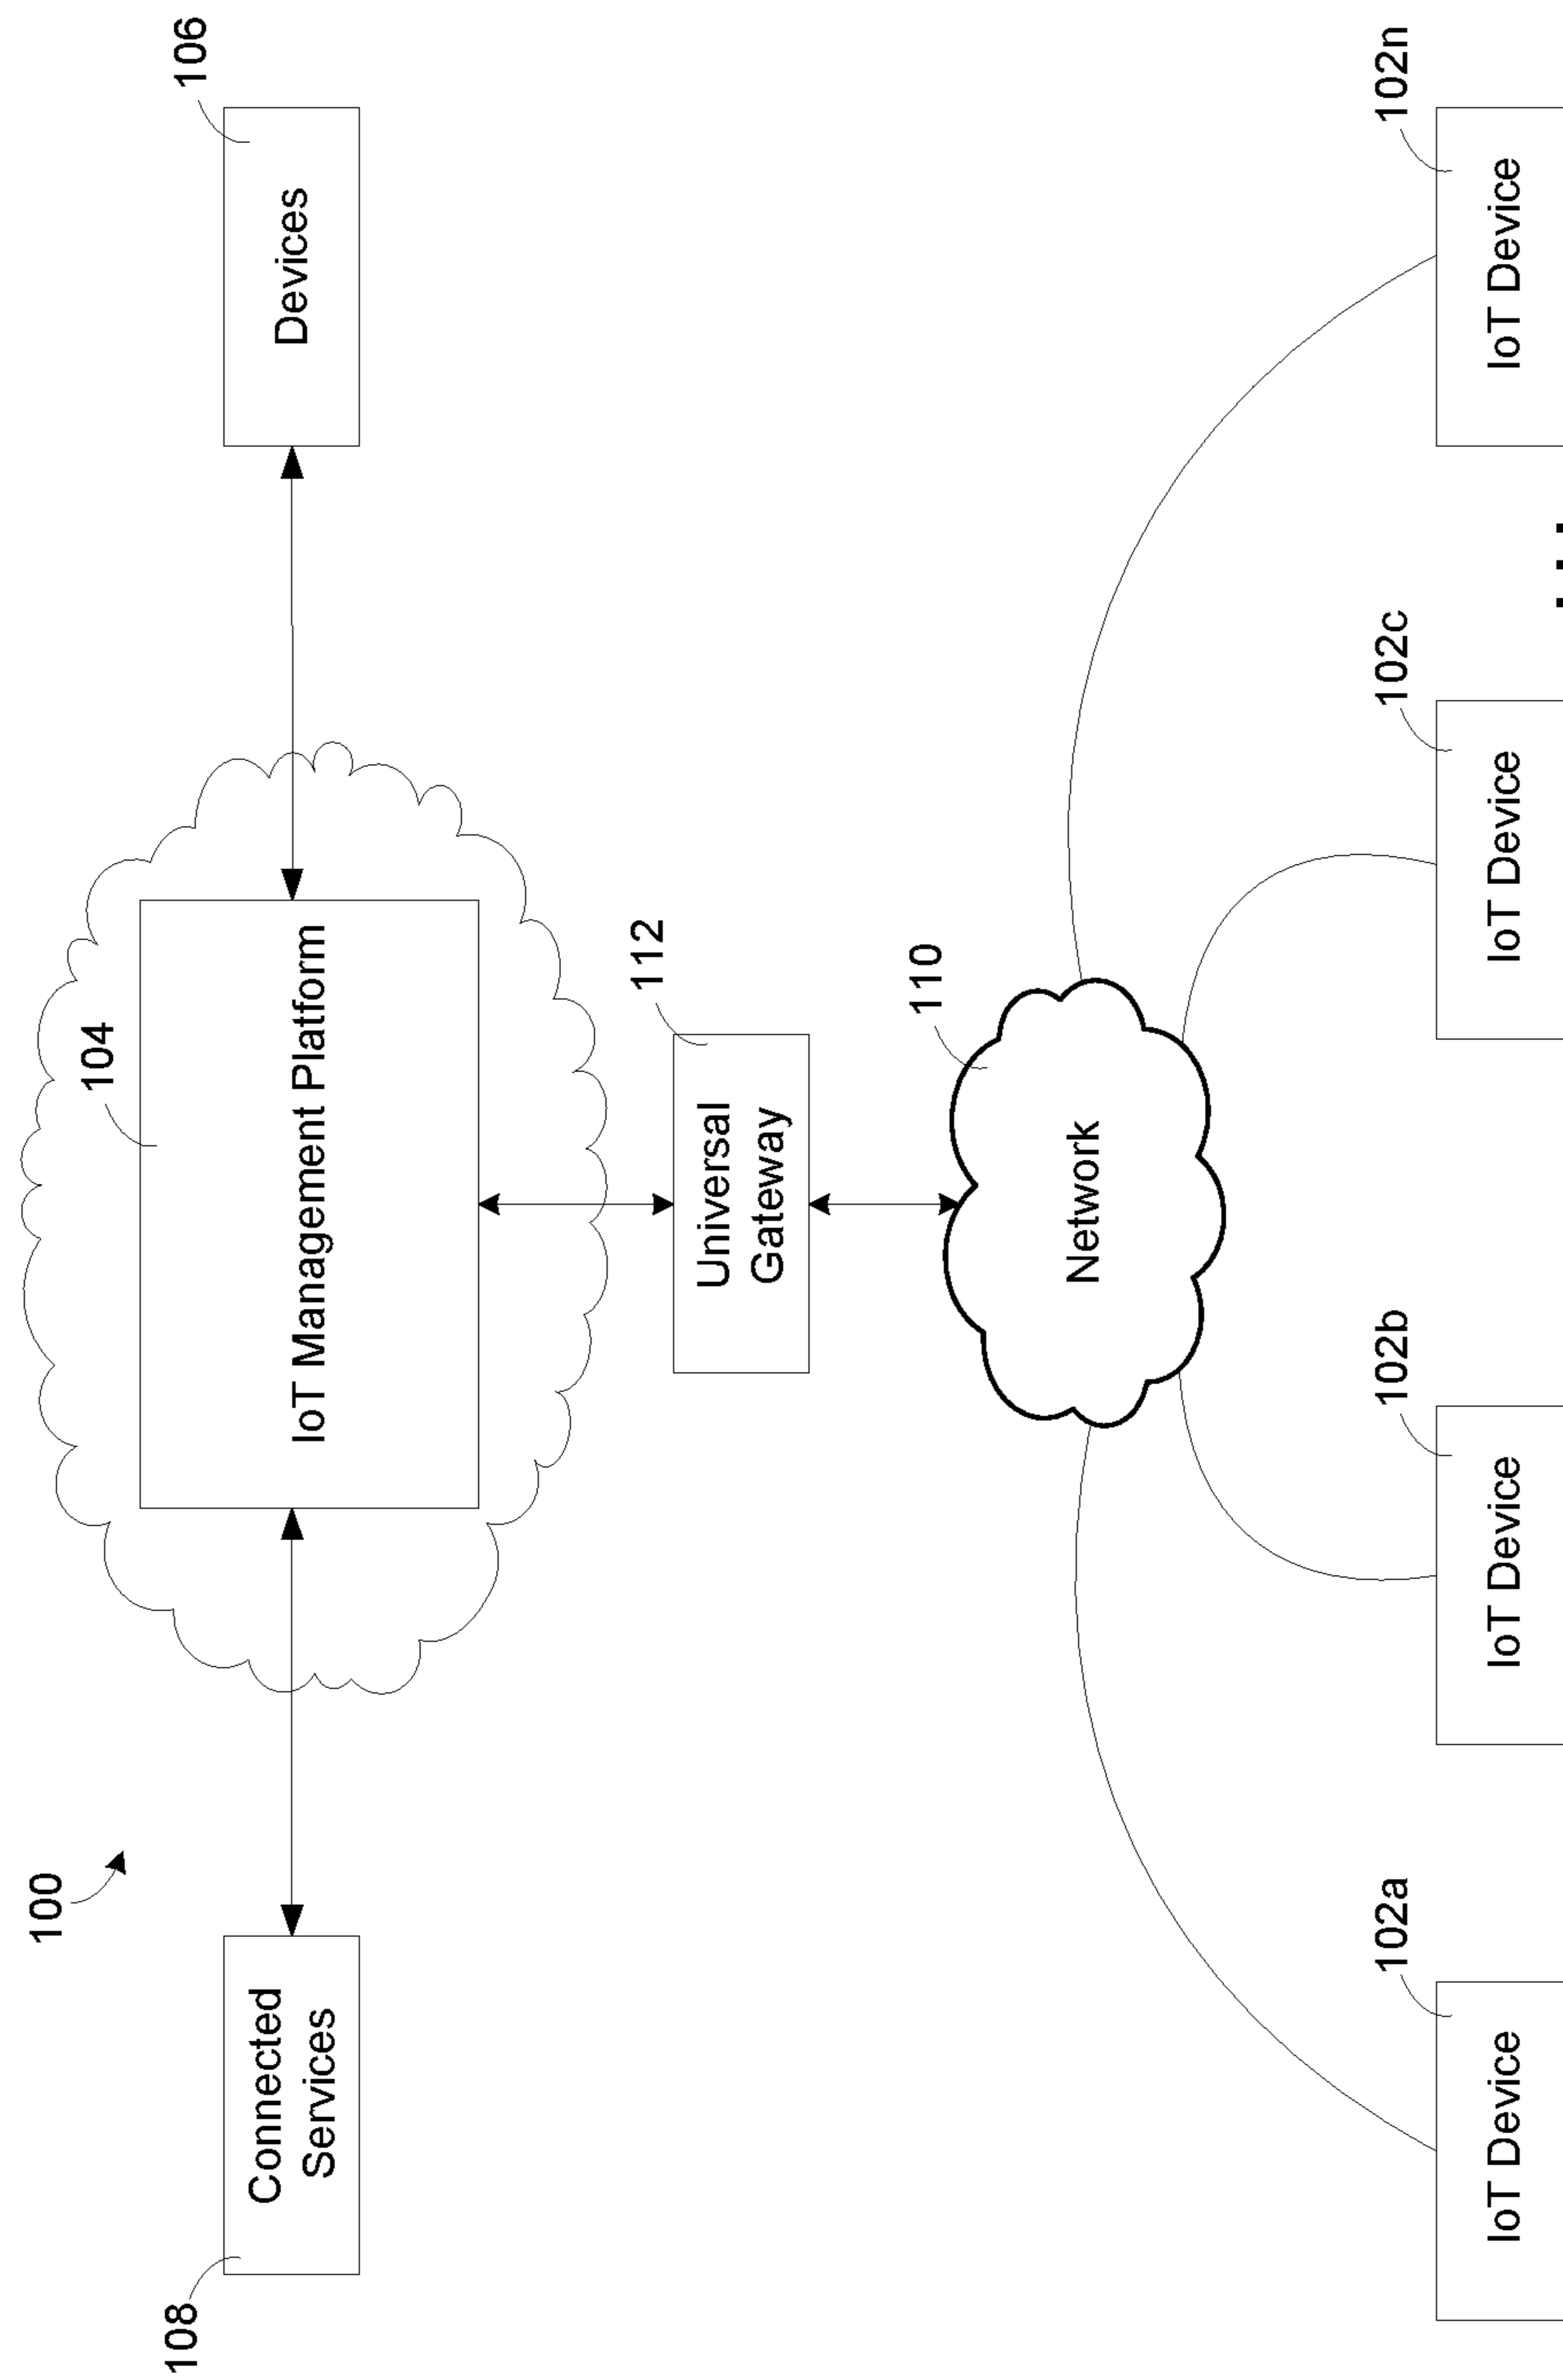 100
108
Connected
Services
104
IoT Management Platform
106
Devices
112
Universal
Gateway
110
Network
102a
IoT Device
102b
IoT Device
102c
IoT Device
102n
IoT Device